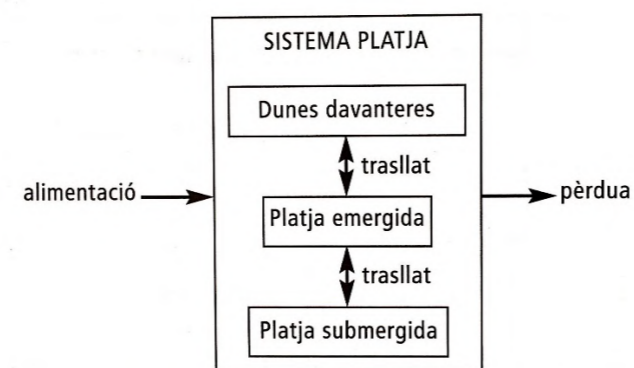 SISTEMA PLATJA
Dunes davanteres
trasllat
alimentació
Platja emergida
pèrdua
trasllat
Platja submergida